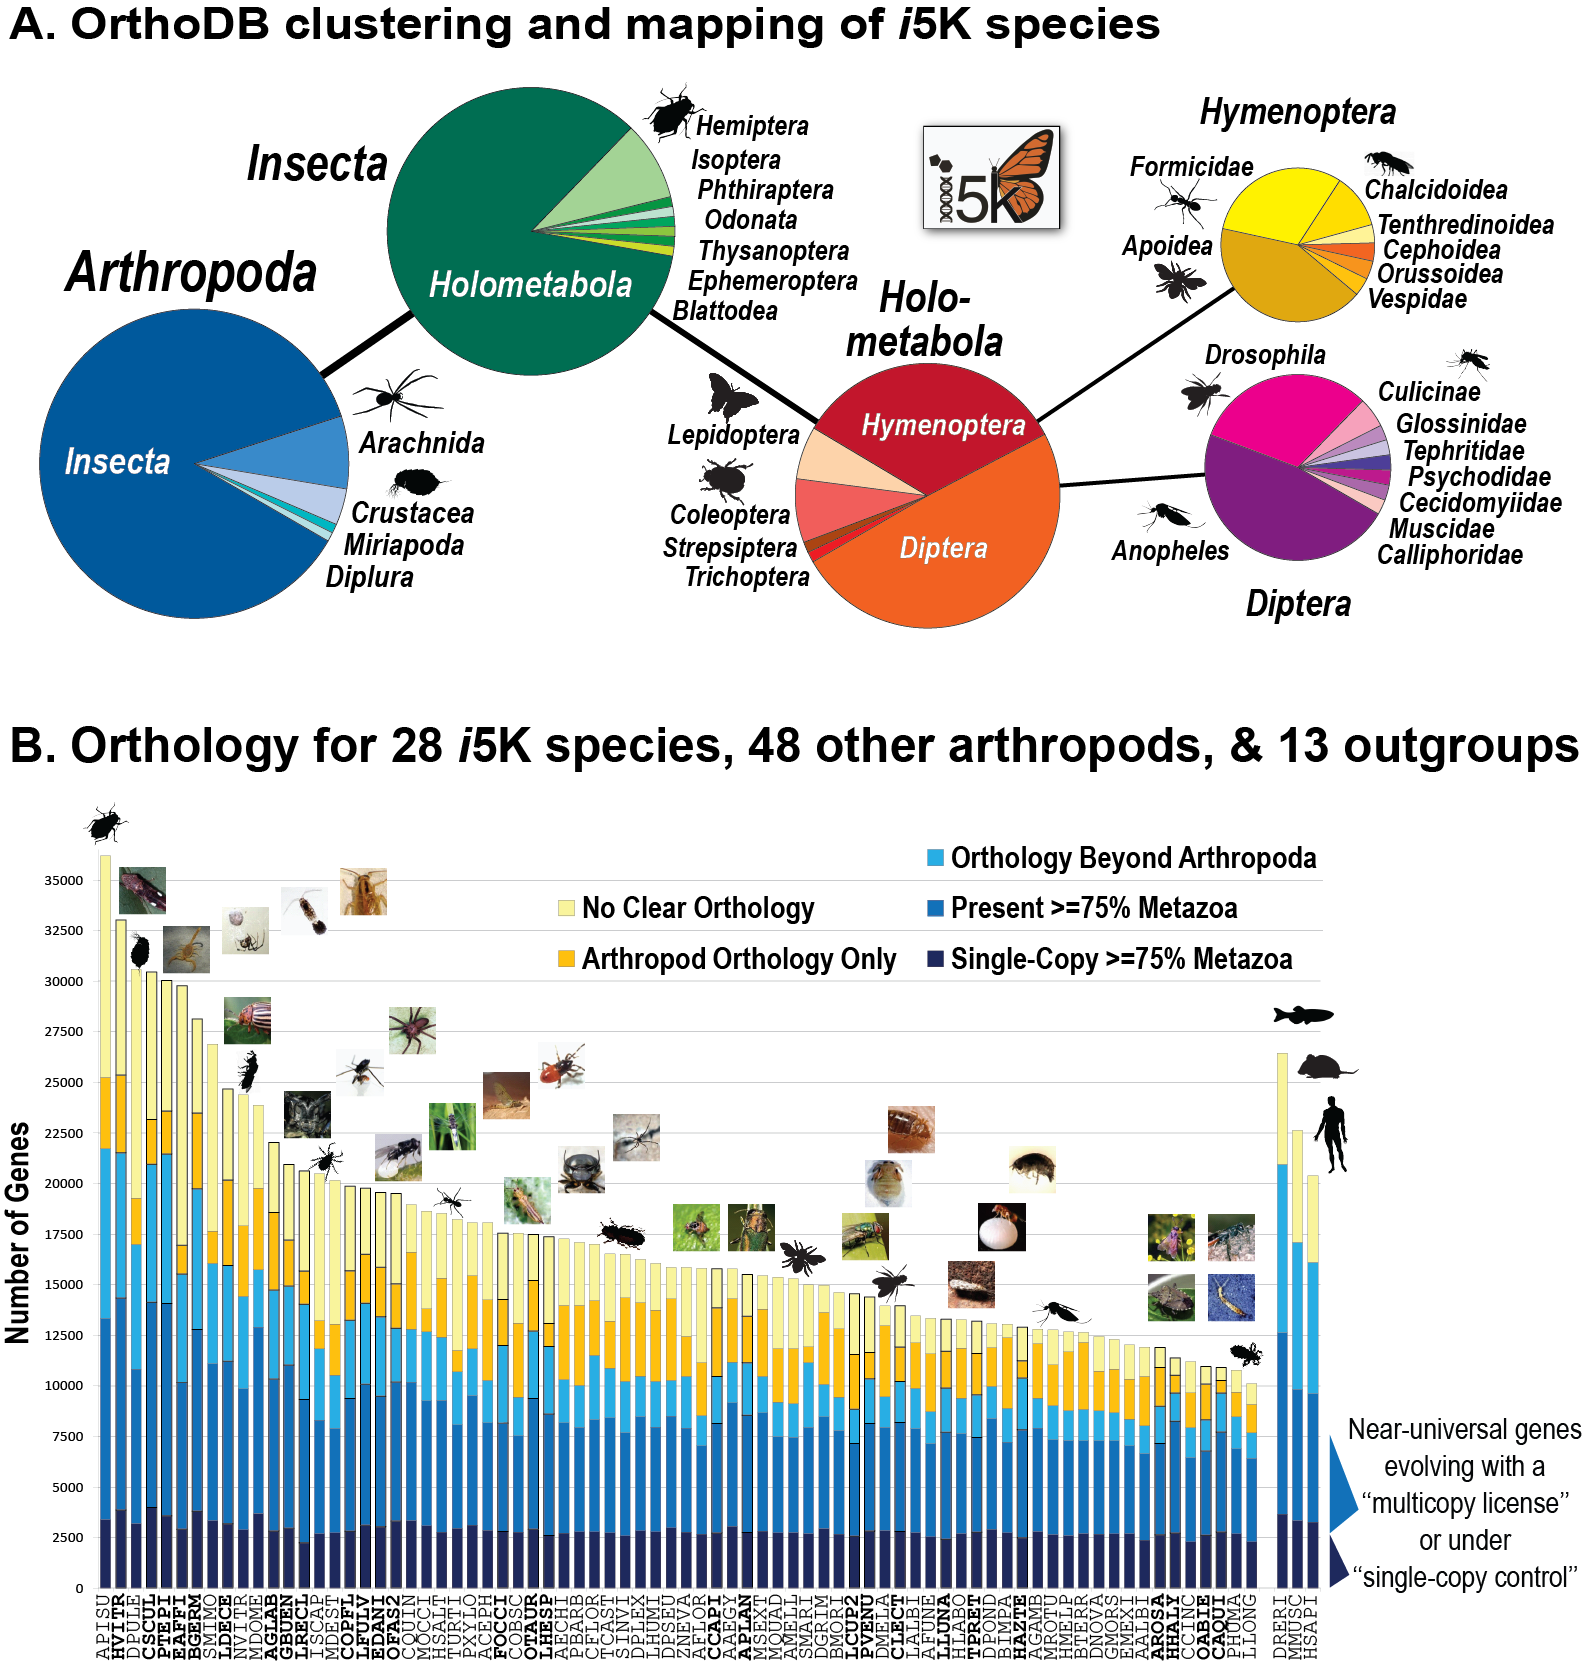 A. OrthoDB clustering and mapping of i5K species
Hymenoptera
Hemiptera
Insecta
Isoptera
Formicidae
Phthiraptera
Chalcidoidea
i5k
Odonata
Tenthredinoidea
Apoidea
Cephoidea
Arthropoda
Thysanoptera
Orussoidea
Holometabola
Ephemeroptera
Holo-
metabola
Vespidae
Blattodea
Drosophila
Culicinae
Lepidoptera
Hymenoptera
Glossinidae
Arachnida
Tephritidae
Insecta
Psychodidae
Crustacea
Coleoptera
Cecidomyiidae
Miriapoda
Strepsiptera
Diptera
Anopheles
Muscidae
Diplura
Trichoptera
Calliphoridae
Diptera
B. Orthology for 28 i5K species, 48 other arthropods, & 13 outgroups
Orthology Beyond Arthropoda
No Clear Orthology
Present >=75% Metazoa
Arthropod Orthology Only
Single-Copy >=75% Metazoa
Number of Genes
35000
32500
30000
27500
25000
22500
20000
17500
15000
12500
10000
7500
5000
2500
0
Near-universal genes
evolving with a
“multicopy license”
or under
“single-copy control”
APISU
HVITR
DPULE
CSCUL
PTEPI
EAFFI
BGERM
SMIMO
LDECE
NVITR
MDOME
AGLAB
GBUEN
LRECL
ISCAP
MDEST
COPFL
LFULV
EDANI
OFAS2
CQUIN
MOCCI
HSALT
TURTI
PXYLO
ACEPH
FOCCI
COBSC
OTAUR
LHESP
AECHI
PBARB
CFLOR
TCAST
SINVI
DPLEX
LHUMI
DPSEU
ZNEVA
AFLOR
CCAPI
AAEGY
APLAN
MSEXT
MQUAD
AMELL
SMARI
DGRIM
BMORI
LCUP2
PVENU
DMELA
CLECT
LALBI
AFUNE
LLUNA
HLABO
TPRET
DPOND
BIMPA
HAZTE
AGAMB
MROTU
HMELP
BTERR
DNOVA
GMORS
EMEXI
AALBI
AROSA
HHALY
CCINC
OABIE
CAQUI
PHUMA
LLONG
DRERI
MMUSC
HSAPI